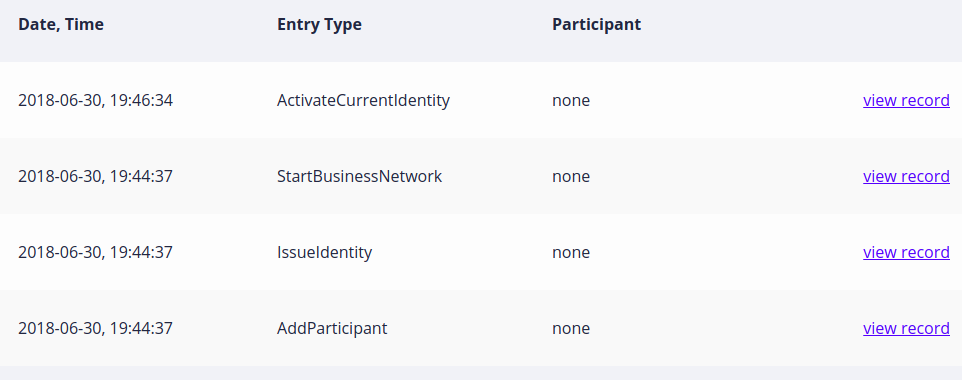 Date, Time Entry Type Participant
2018-06-30, 19:46:34 ActivateCurrentIdentity none view record
2018-06-30, 19:44:37 StartBusinessNetwork none view record
2018-06-30, 19:44:37 IssueIdentity none view record
2018-06-30, 19:44:37 AddParticipant none view record